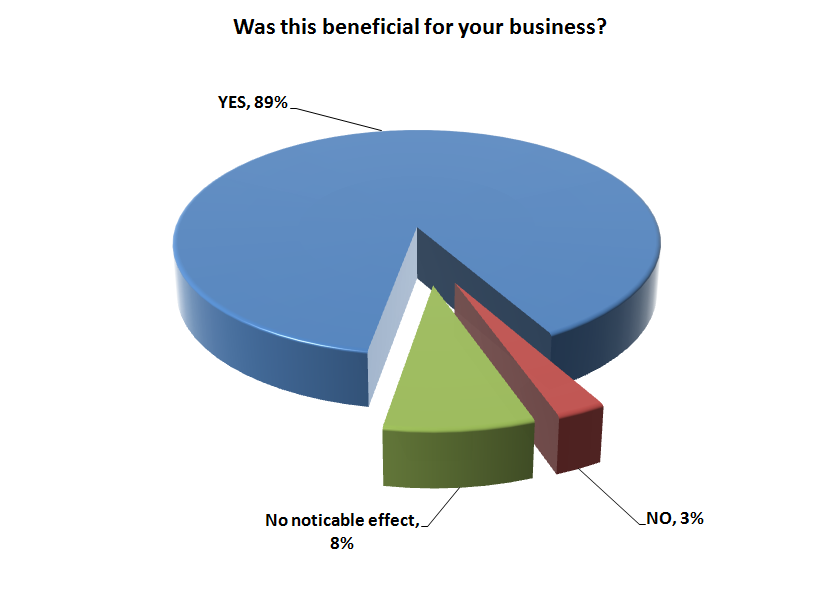 Was this beneficial for your business?
YES, 89%
No noticable effect,
8%
NO, 3%